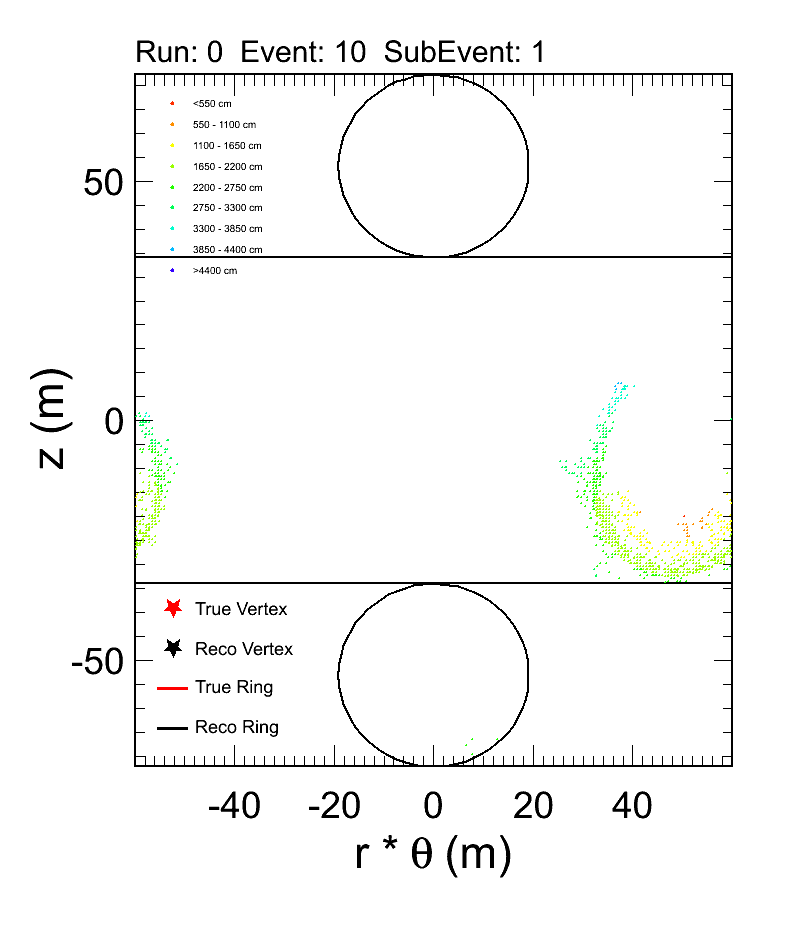 Run: 0  Event: 10  SubEvent: 1
<550 cm
550 - 1100 cm
1100 - 1650 cm
1650 - 2200 cm
2200 - 2750 cm
2750 - 3300 cm
3300 - 3850 cm
3850 - 4400 cm
>4400 cm
50
0
-50
z (m)
True Vertex
Reco Vertex
True Ring
Reco Ring
-40 -20 0 20 40
r * θ (m)